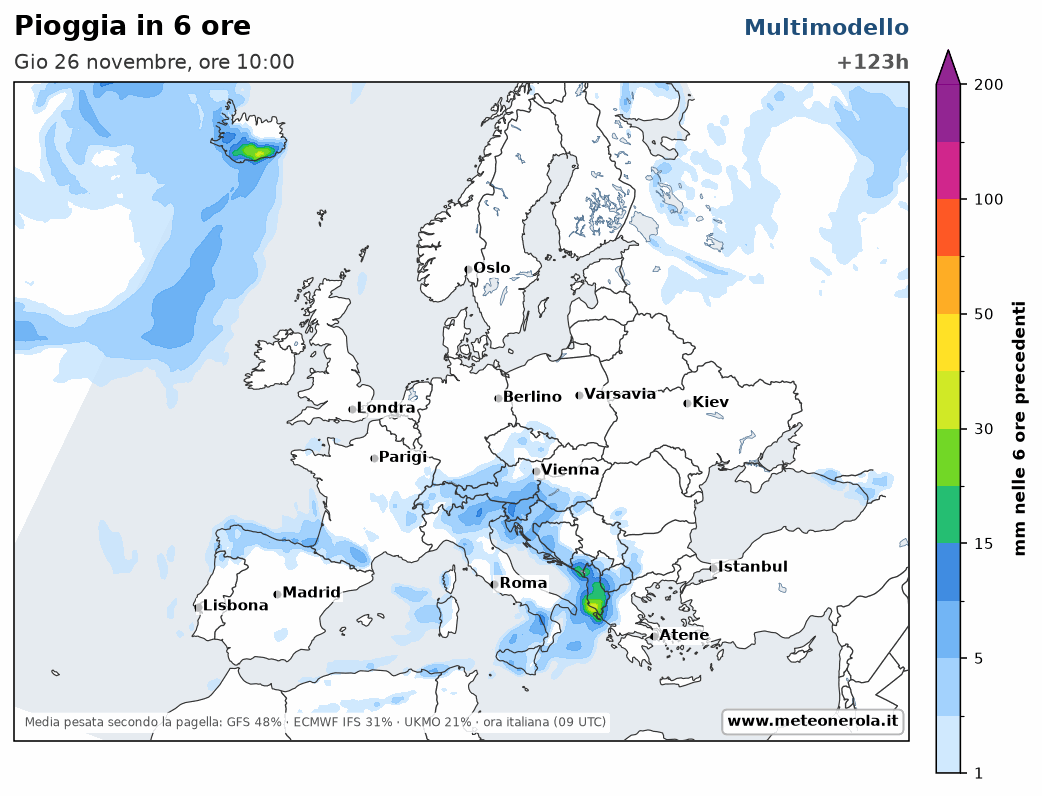 Pioggia in 6 ore
Multimodello
Gio 26 novembre, ore 10:00
+123h
200
100
50
30
15
5
1
mm nelle 6 ore precedenti
Oslo
Berlino
Varsavia
Kiev
Londra
Parigi
Vienna
Istanbul
Roma
Madrid
Lisbona
Atene
Media pesata secondo la pagella: GFS 48% · ECMWF IFS 31% · UKMO 21% · ora italiana (09 UTC)
www.meteonerola.it